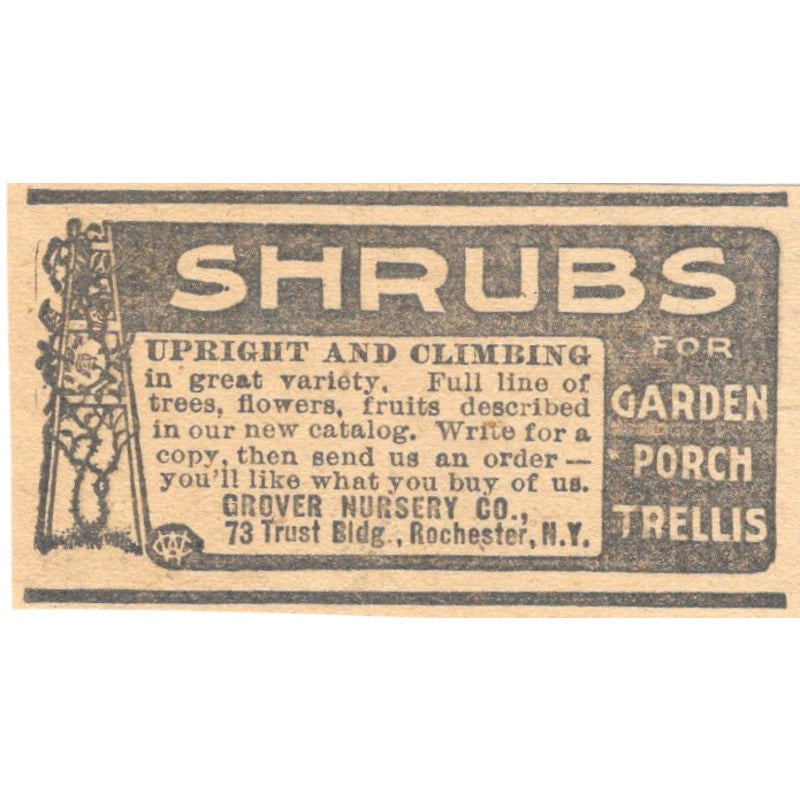 SHRUBS
FOR
GARDEN
PORCH
TRELLIS
UPRIGHT AND CLIMBING
in great variety. Full line of
trees, flowers, fruits described
in our new catalog. Write for a
copy, then send us an order —
you'll like what you buy of us.
GROVER NURSERY CO.,
73 Trust Bldg., Rochester, N.Y.